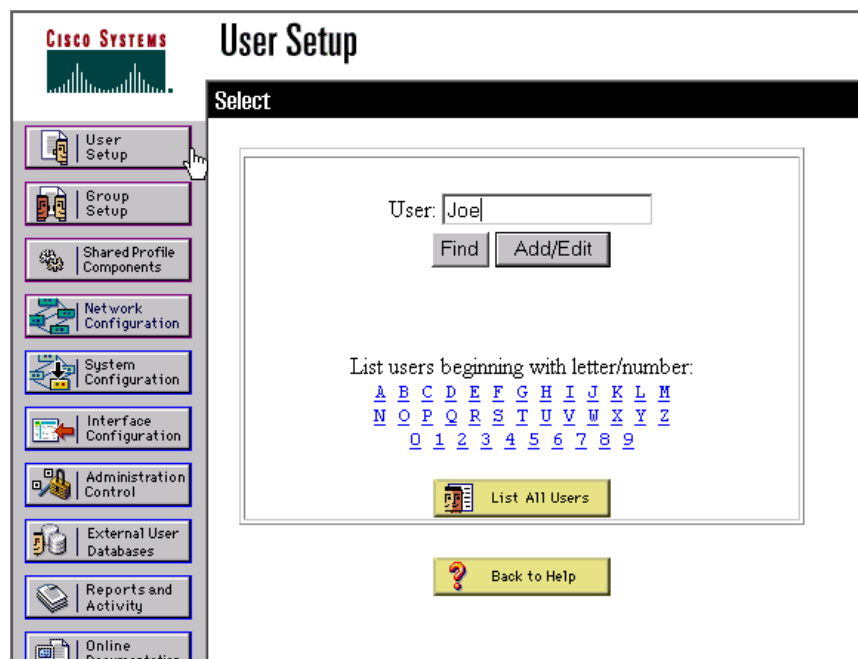 CISCO SYSTEMS
User Setup
Select
User
Setup
Group
Setup
Shared Profile
Components
Network
Configuration
System
Configuration
Interface
Configuration
Administration
Control
External User
Databases
Reports and
Activity
Online
Documentation
User: Joe
Find Add/Edit
List users beginning with letter/number:
A B C D E F G H I J K L M
N O P Q R S T U V W X Y Z
0 1 2 3 4 5 6 7 8 9
List All Users
Back to Help